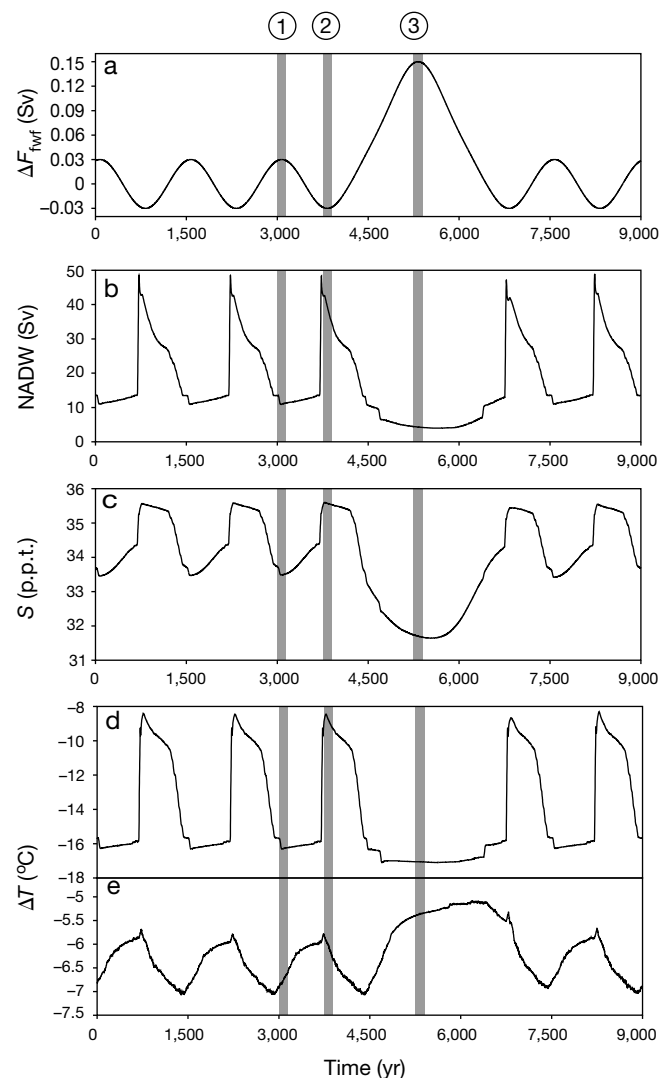 ① ② ③
a
ΔF_fwf (Sv)
0.15
0.12
0.09
0.06
0.03
0
−0.03
0 1,500 3,000 4,500 6,000 7,500 9,000
b
NADW (Sv)
50
40
30
20
10
0
0 1,500 3,000 4,500 6,000 7,500 9,000
c
S (p.p.t.)
36
35
34
33
32
31
0 1,500 3,000 4,500 6,000 7,500 9,000
d
−8
−10
−12
−14
−16
−18
ΔT (°C)
e
−5
−5.5
−6
−6.5
−7
−7.5
0 1,500 3,000 4,500 6,000 7,500 9,000
Time (yr)